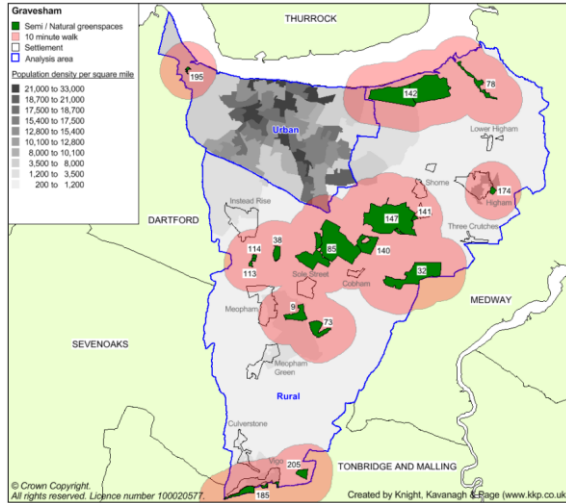 Gravesham
Semi / Natural greenspaces
10 minute walk
Settlement
Analysis area
Population density per square mile
21,000 to 33,000
18,700 to 21,000
17,500 to 18,700
15,400 to 17,500
12,800 to 15,400
10,100 to 12,800
8,000 to 10,100
3,500 to 8,000
1,200 to 3,500
200 to 1,200
THURROCK
195
142
78
Urban
Lower Higham
Shorne
174
Higham
Instead Rise
DARTFORD
147
141
Three Crutches
114
38
85
140
113
Sole Street
Cobham
32
Meopham
9
73
MEDWAY
SEVENOAKS
Meopham
Green
Rural
Culverstone
Vigo
205
TONBRIDGE AND MALLING
185
© Crown Copyright.
All rights reserved. Licence number 100020577.
Created by Knight, Kavanagh & Page (www.kkp.co.uk)